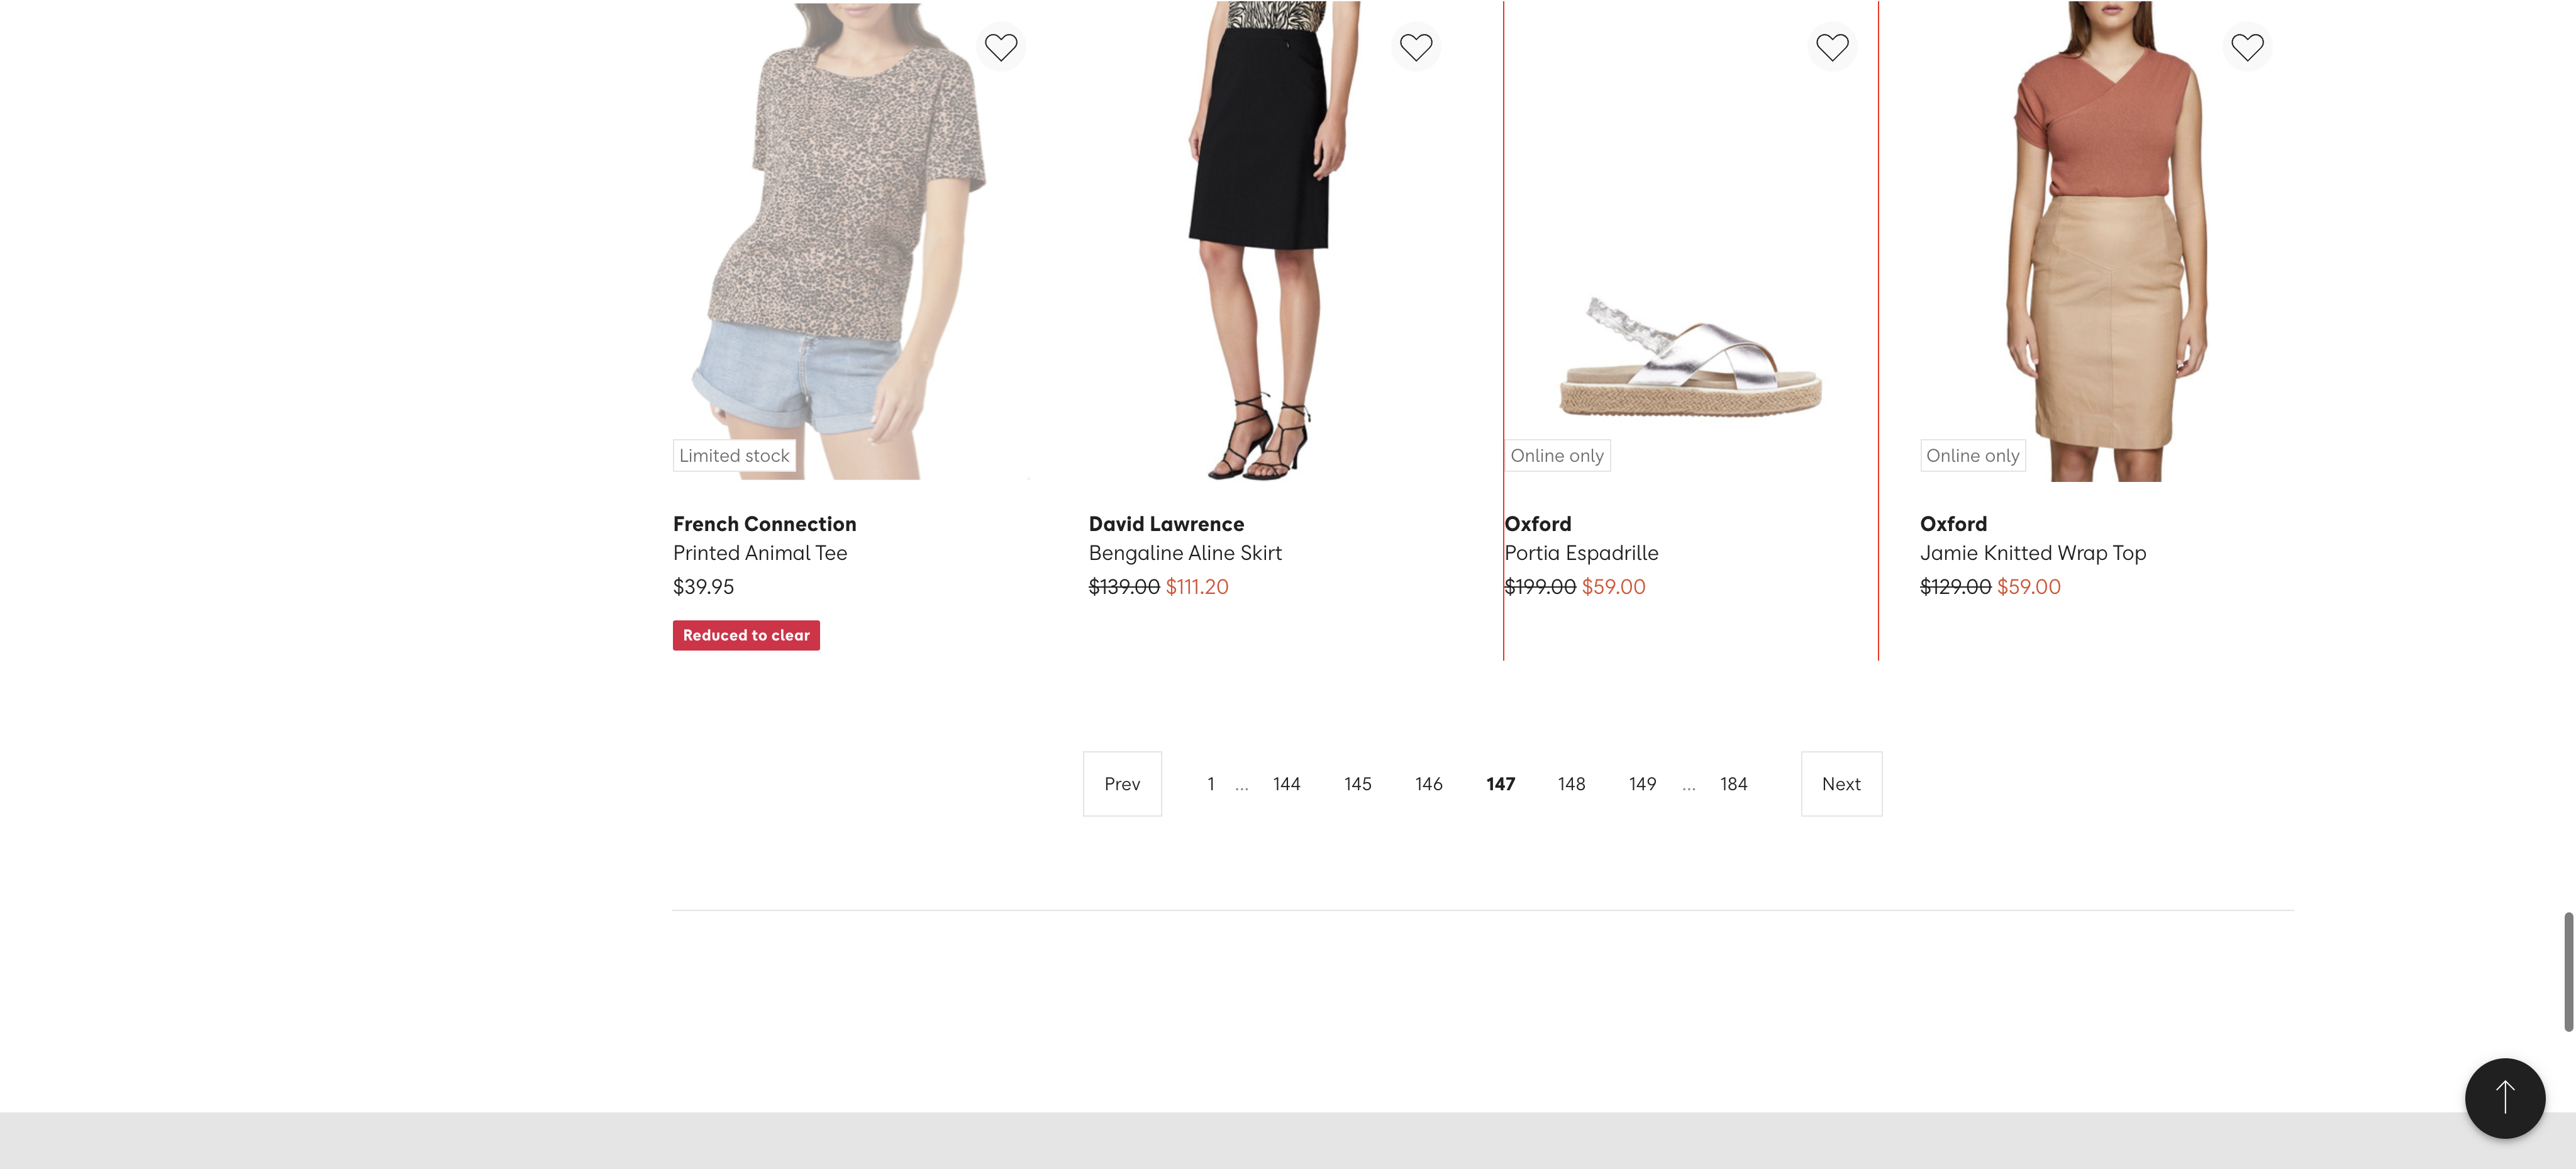 Limited stock
Online only
Online only
French Connection
Printed Animal Tee
$39.95
Reduced to clear
David Lawrence
Bengaline Aline Skirt
$139.00 $111.20
Oxford
Portia Espadrille
$199.00 $59.00
Oxford
Jamie Knitted Wrap Top
$129.00 $59.00
Prev 1 ... 144 145 146 147 148 149 ... 184 Next